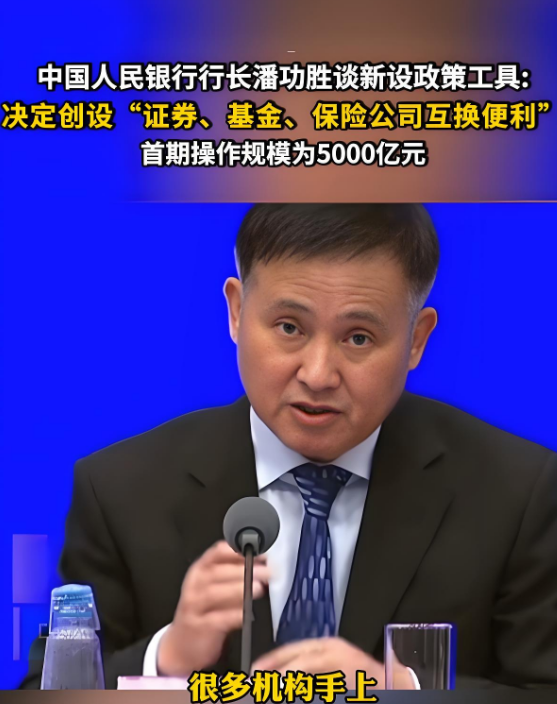 中国人民银行行长潘功胜谈新设政策工具:
决定创设“证券、基金、保险公司互换便利”
首期操作规模为5000亿元
很多机构手上